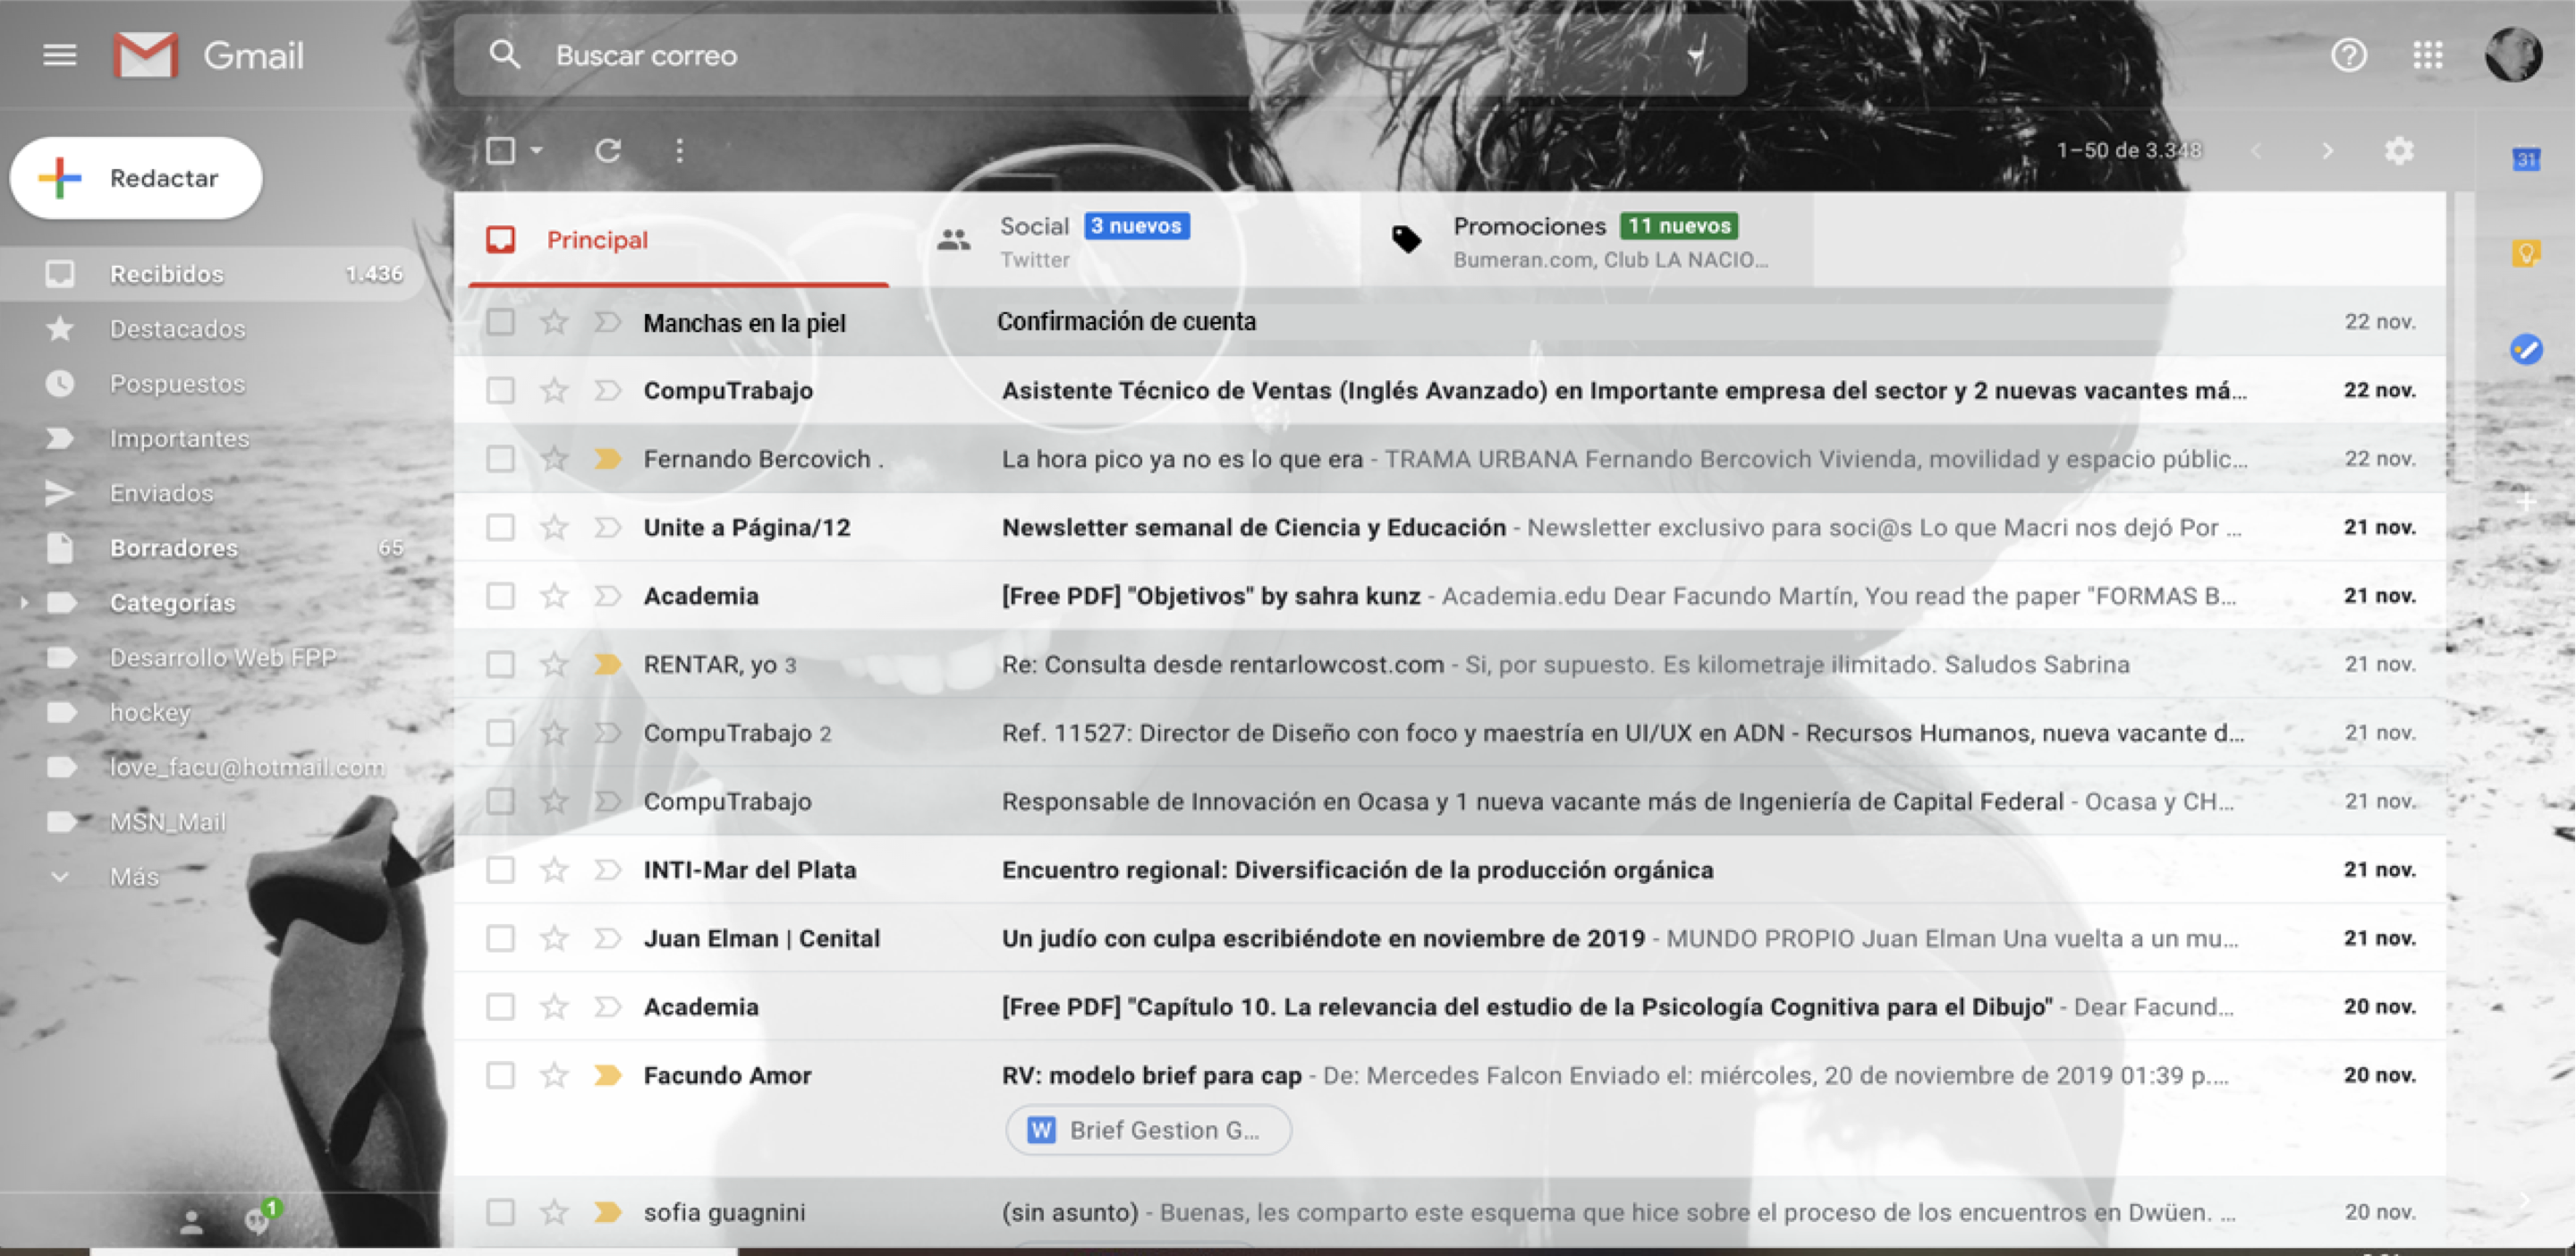 Gmail
Buscar correo
Redactar
1–50 de 3.348
31
Recibidos 1.436
Destacados
Pospuestos
Importantes
Enviados
Borradores 65
Categorías
Desarrollo Web FPP
hockey
love_facu@hotmail.com
MSN_Mail
Más
1
Principal
Social 3 nuevos
Twitter
Promociones 11 nuevos
Bumeran.com, Club LA NACIO...
Manchas en la piel Confirmación de cuenta 22 nov.
CompuTrabajo Asistente Técnico de Ventas (Inglés Avanzado) en Importante empresa del sector y 2 nuevas vacantes má... 22 nov.
Fernando Bercovich . La hora pico ya no es lo que era - TRAMA URBANA Fernando Bercovich Vivienda, movilidad y espacio públic... 22 nov.
Unite a Página/12 Newsletter semanal de Ciencia y Educación - Newsletter exclusivo para soci@s Lo que Macri nos dejó Por ... 21 nov.
Academia [Free PDF] "Objetivos" by sahra kunz - Academia.edu Dear Facundo Martín, You read the paper "FORMAS B... 21 nov.
RENTAR, yo 3 Re: Consulta desde rentarlowcost.com - Si, por supuesto. Es kilometraje ilimitado. Saludos Sabrina 21 nov.
CompuTrabajo 2 Ref. 11527: Director de Diseño con foco y maestría en UI/UX en ADN - Recursos Humanos, nueva vacante d... 21 nov.
CompuTrabajo Responsable de Innovación en Ocasa y 1 nueva vacante más de Ingeniería de Capital Federal - Ocasa y CH... 21 nov.
INTI-Mar del Plata Encuentro regional: Diversificación de la producción orgánica 21 nov.
Juan Elman | Cenital Un judío con culpa escribiéndote en noviembre de 2019 - MUNDO PROPIO Juan Elman Una vuelta a un mu... 21 nov.
Academia [Free PDF] "Capítulo 10. La relevancia del estudio de la Psicología Cognitiva para el Dibujo" - Dear Facund... 20 nov.
Facundo Amor RV: modelo brief para cap - De: Mercedes Falcon Enviado el: miércoles, 20 de noviembre de 2019 01:39 p.... 20 nov.
W Brief Gestion G...
sofia guagnini (sin asunto) - Buenas, les comparto este esquema que hice sobre el proceso de los encuentros en Dwüen. ... 20 nov.